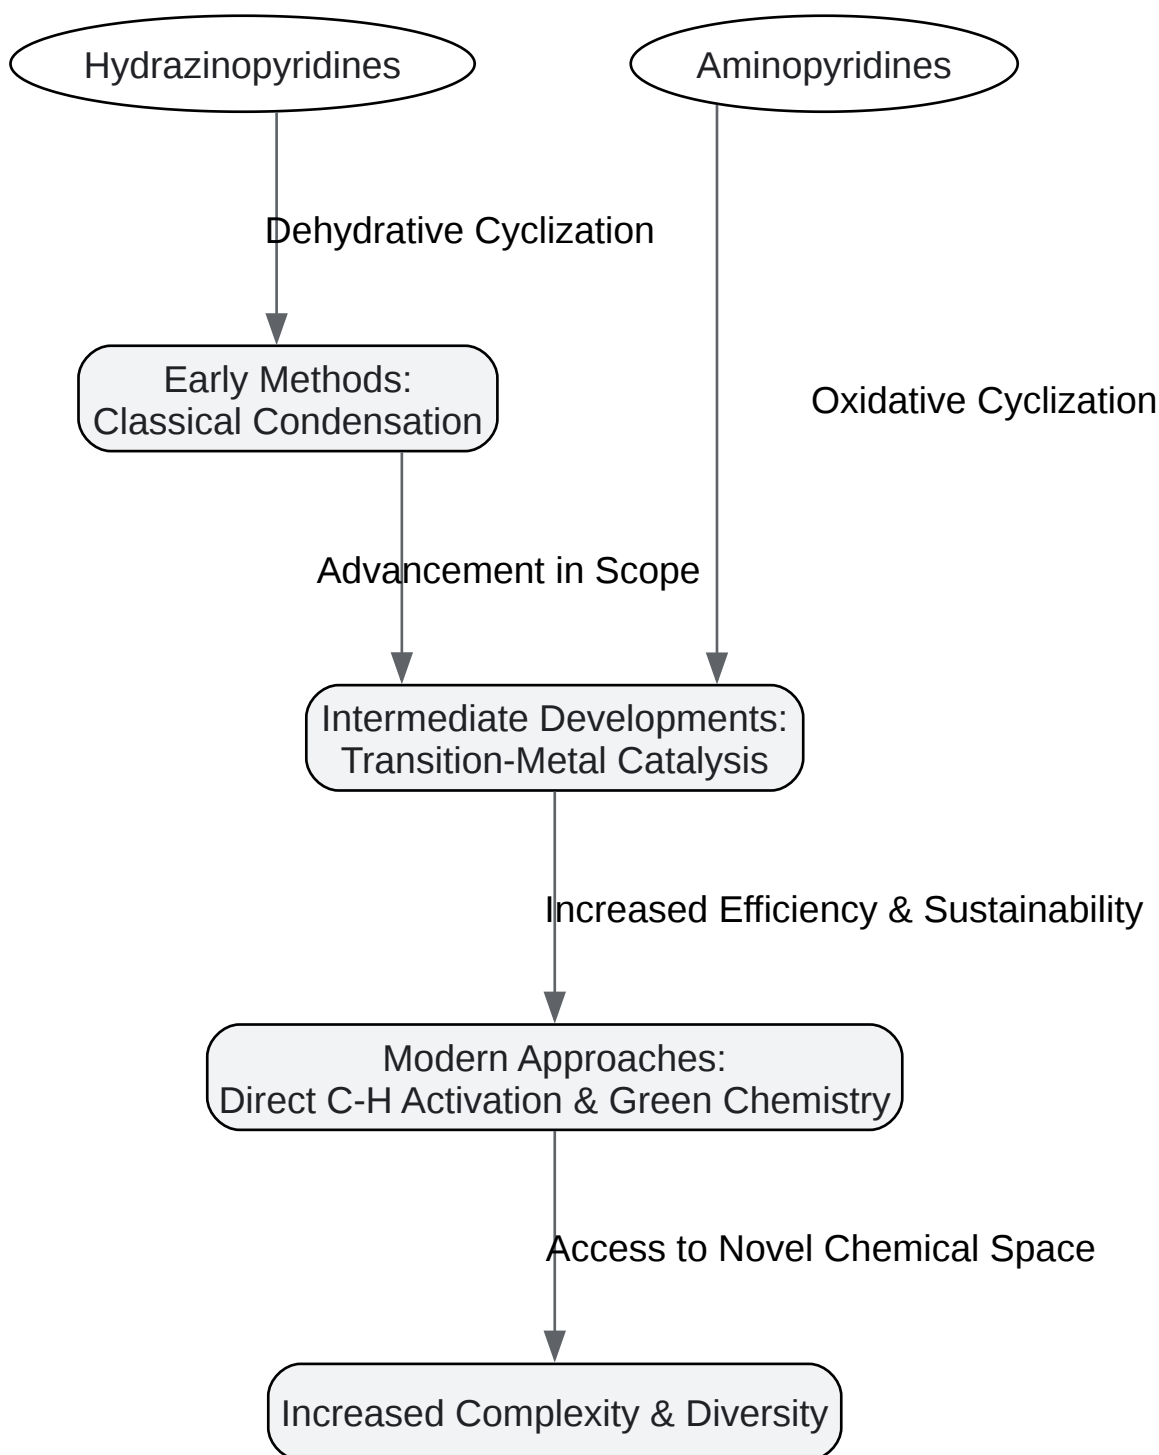 Hydrazinopyridines
Aminopyridines
Dehydrative Cyclization
Early Methods:
Classical Condensation
Oxidative Cyclization
Advancement in Scope
Intermediate Developments:
Transition-Metal Catalysis
Increased Efficiency & Sustainability
Modern Approaches:
Direct C-H Activation & Green Chemistry
Access to Novel Chemical Space
Increased Complexity & Diversity